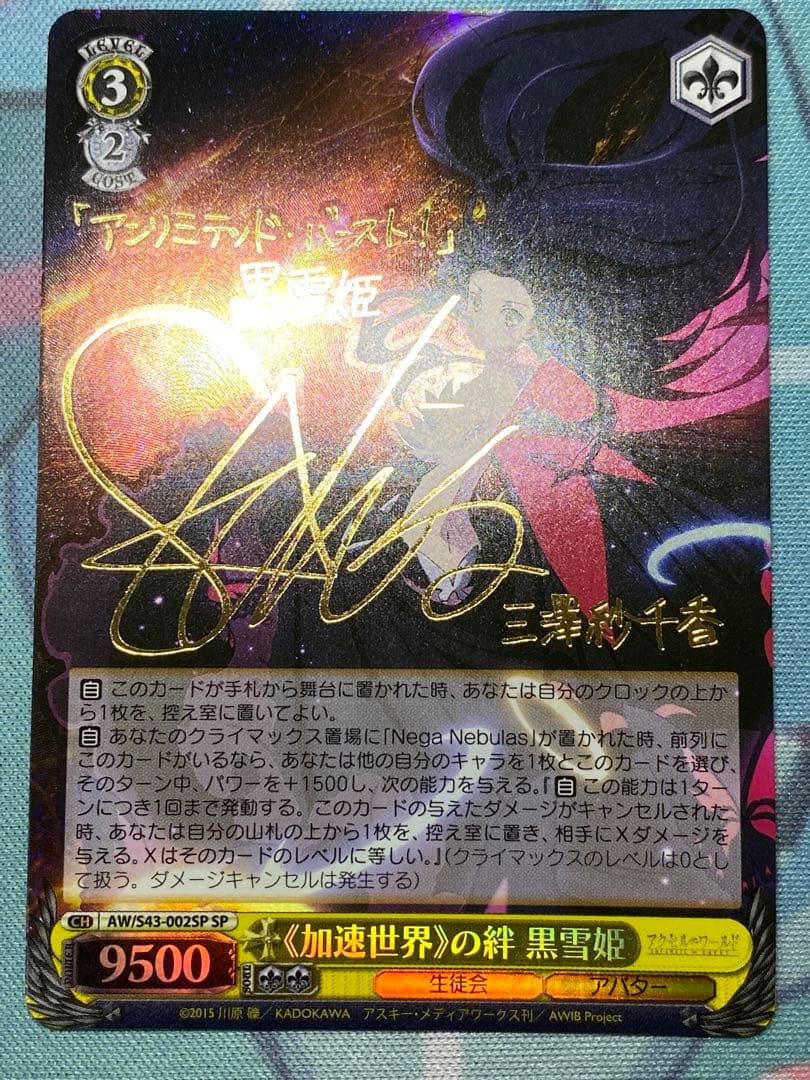 LEVEL
3
2
COST
「アンリミテッド・バースト!」
黒雪姫
三澤紗千香
自 このカードが手札から舞台に置かれた時、あなたは自分のクロックの上か
ら1枚を、控え室に置いてよい。
自 あなたのクライマックス置場に「Nega Nebulas」が置かれた時、前列に
このカードがいるなら、あなたは他の自分のキャラを1枚とこのカードを選び、
そのターン中、パワーを+1500し、次の能力を与える。『自 この能力は1ター
ンにつき1回まで発動する。このカードの与えたダメージがキャンセルされた
時、あなたは自分の山札の上から1枚を、控え室に置き、相手にXダメージを
与える。Xはそのカードのレベルに等しい。』(クライマックスのレベルは0とし
て扱う。ダメージキャンセルは発生する)
CH AW/S43-002SP SP
POWER 9500
SOUL
《加速世界》の絆 黒雪姫
アクセル・ワールド
INFINITE BURST
生徒会 アバター
©2015 川原 礫/KADOKAWA アスキー・メディアワークス刊/AWIB Project